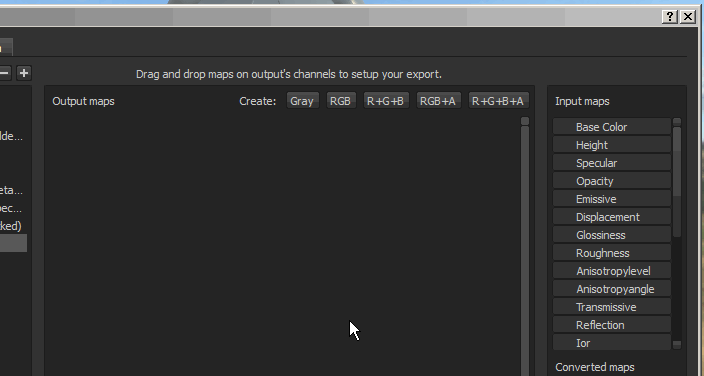 Drag and drop maps on output's channels to setup your export.
Output maps
Create:
Gray
RGB
R+G+B
RGB+A
R+G+B+A
Input maps
Base Color
Height
Specular
Opacity
Emissive
Displacement
Glossiness
Roughness
Anisotropylevel
Anisotropyangle
Transmissive
Reflection
Ior
Converted maps
lde...
eta...
pec...
ked)